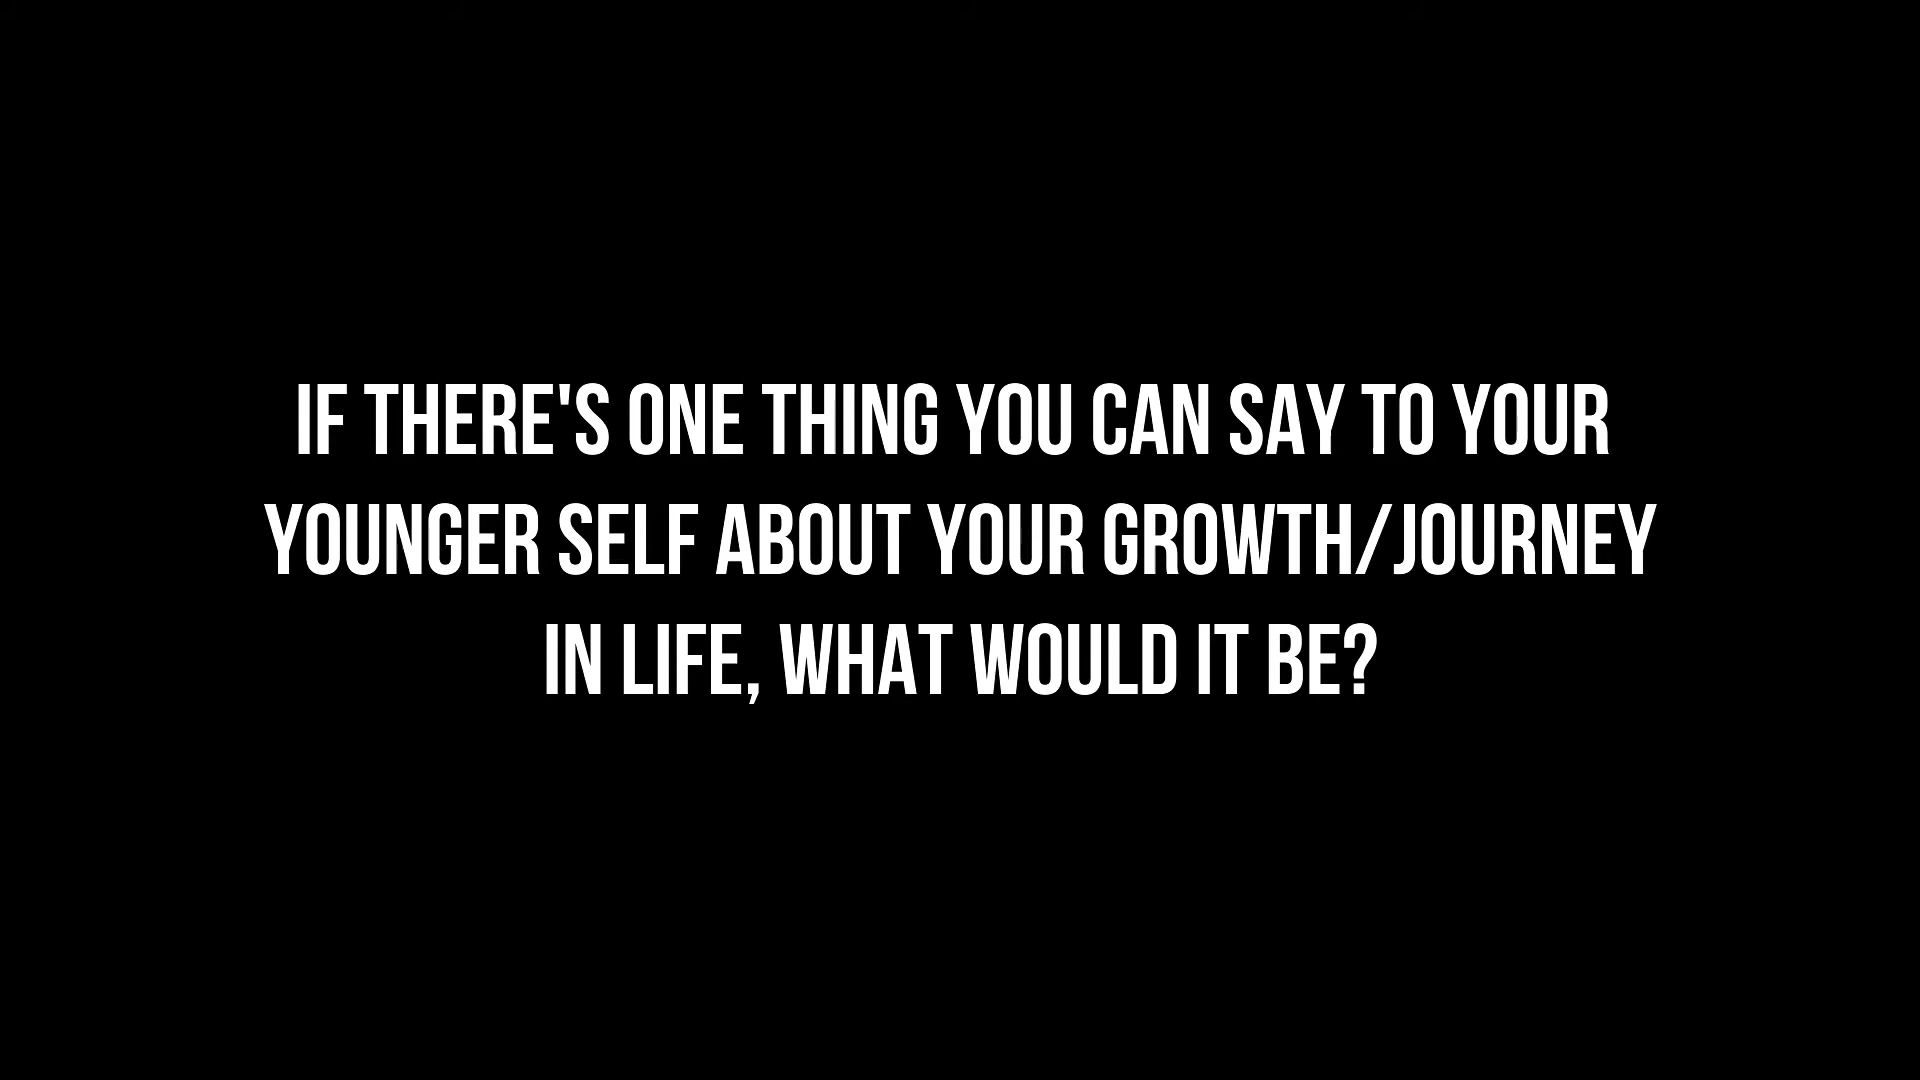 IF THERE'S ONE THING YOU CAN SAY TO YOUR
YOUNGER SELF ABOUT YOUR GROWTH/JOURNEY
IN LIFE, WHAT WOULD IT BE?